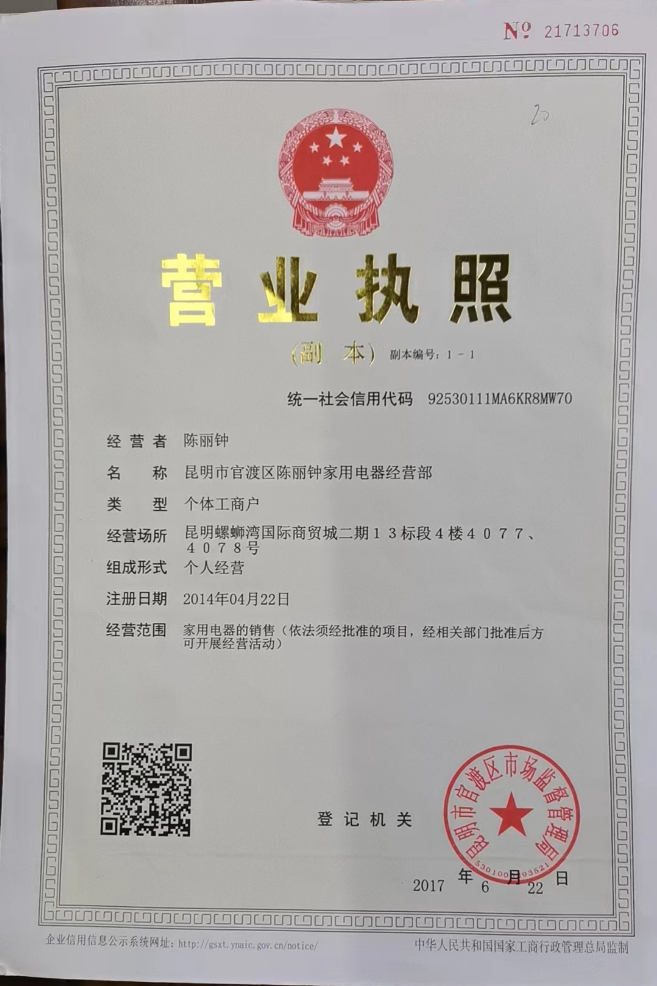 Nº 21713706
20
营业执照
(副 本) 副本编号：1-1
统一社会信用代码 92530111MA6KR8MW70
经营者 陈丽钟
名 称 昆明市官渡区陈丽钟家用电器经营部
类 型 个体工商户
经营场所 昆明螺蛳湾国际商贸城二期13标段4楼4077、
4078号
组成形式 个人经营
注册日期 2014年04月22日
经营范围 家用电器的销售（依法须经批准的项目，经相关部门批准后方
可开展经营活动）
昆明市官渡区市场监督管理局
登记机关
2017 年 6 月 22 日
企业信用信息公示系统网址：http://gsxt.ynaic.gov.cn/notice/
中华人民共和国国家工商行政管理总局监制